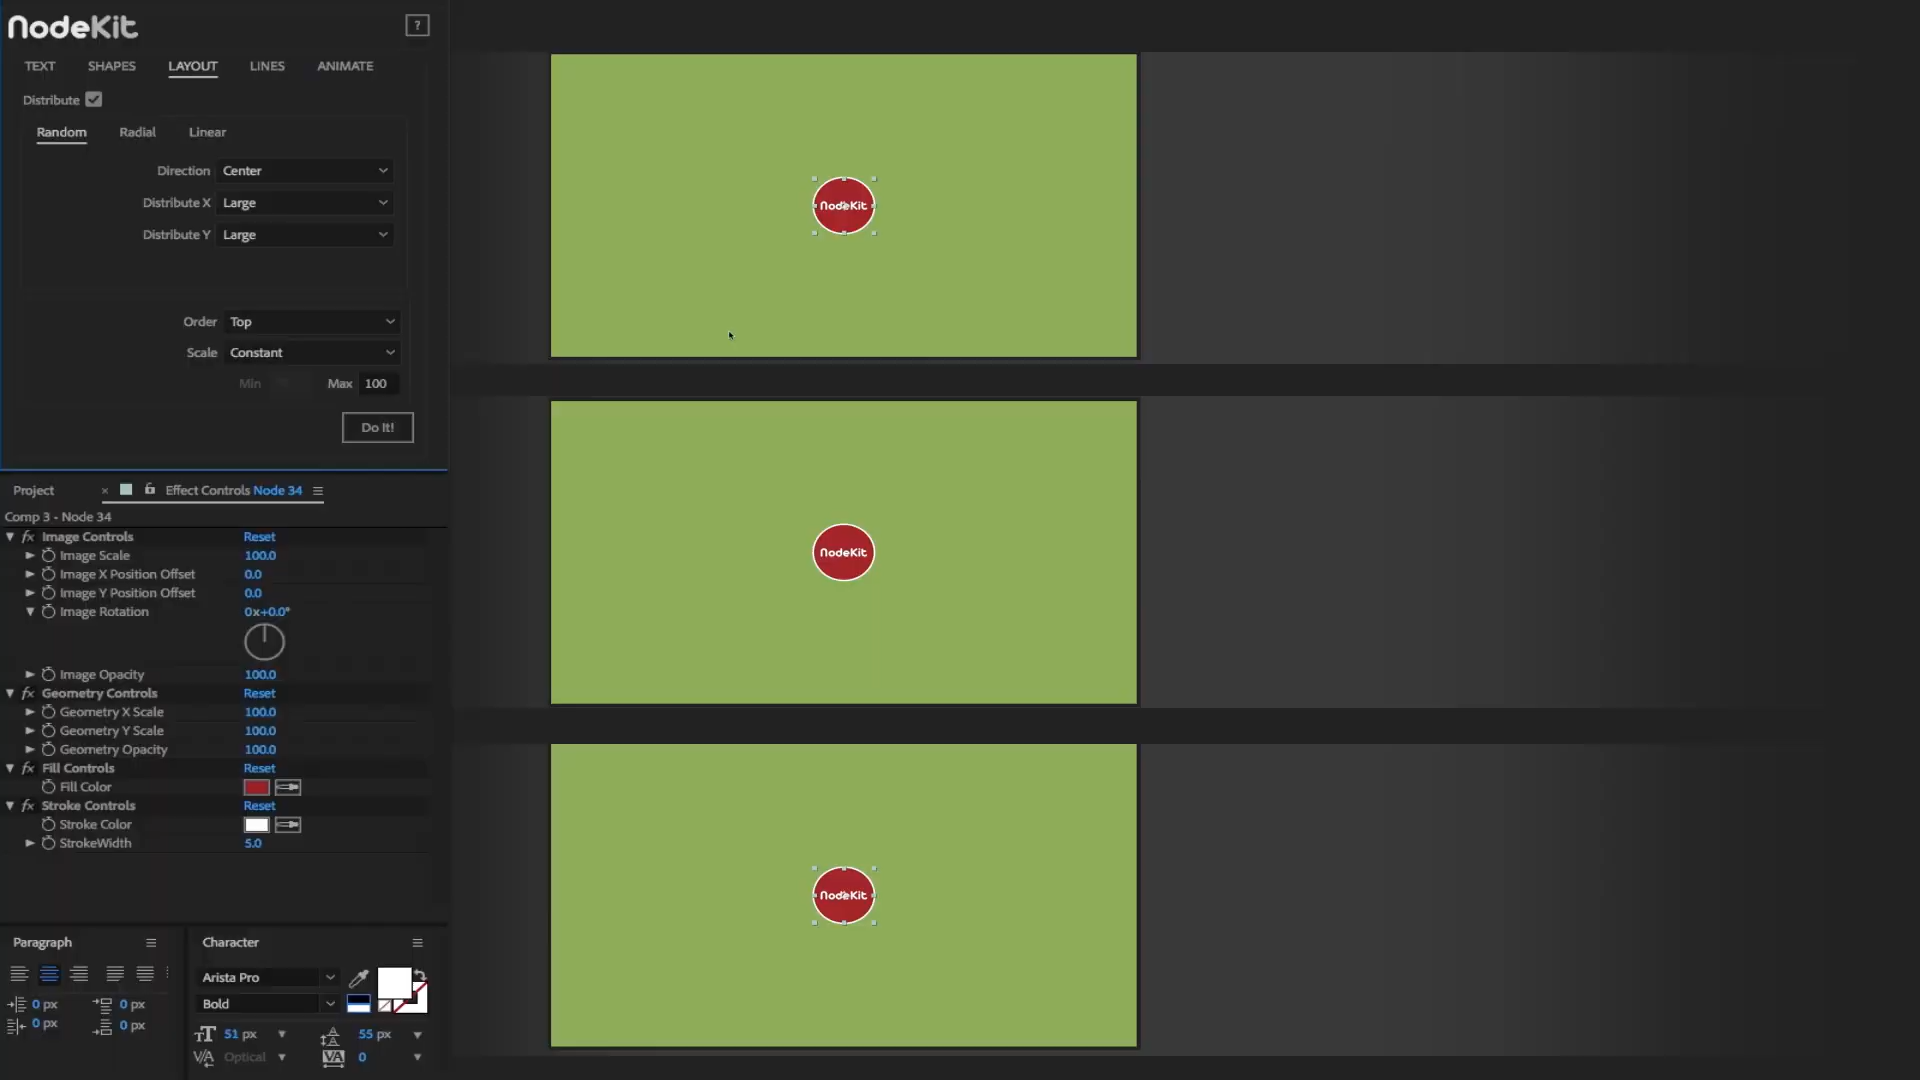 NodeKit
?
TEXT SHAPES LAYOUT LINES ANIMATE
Distribute
Random Radial Linear
Direction Center
Distribute X Large
Distribute Y Large
Order Top
Scale Constant
Min Max 100
Do It!
Project × Effect Controls Node 34
Comp 3 - Node 34
fx Image Controls Reset
Image Scale 100.0
Image X Position Offset 0.0
Image Y Position Offset 0.0
Image Rotation 0x+0.0°
Image Opacity 100.0
fx Geometry Controls Reset
Geometry X Scale 100.0
Geometry Y Scale 100.0
Geometry Opacity 100.0
fx Fill Controls Reset
Fill Color
fx Stroke Controls Reset
Stroke Color
StrokeWidth 5.0
Paragraph
0 px 0 px
0 px 0 px
Character
Arista Pro
Bold
51 px 55 px
Optical 0
NodeKit
NodeKit
NodeKit